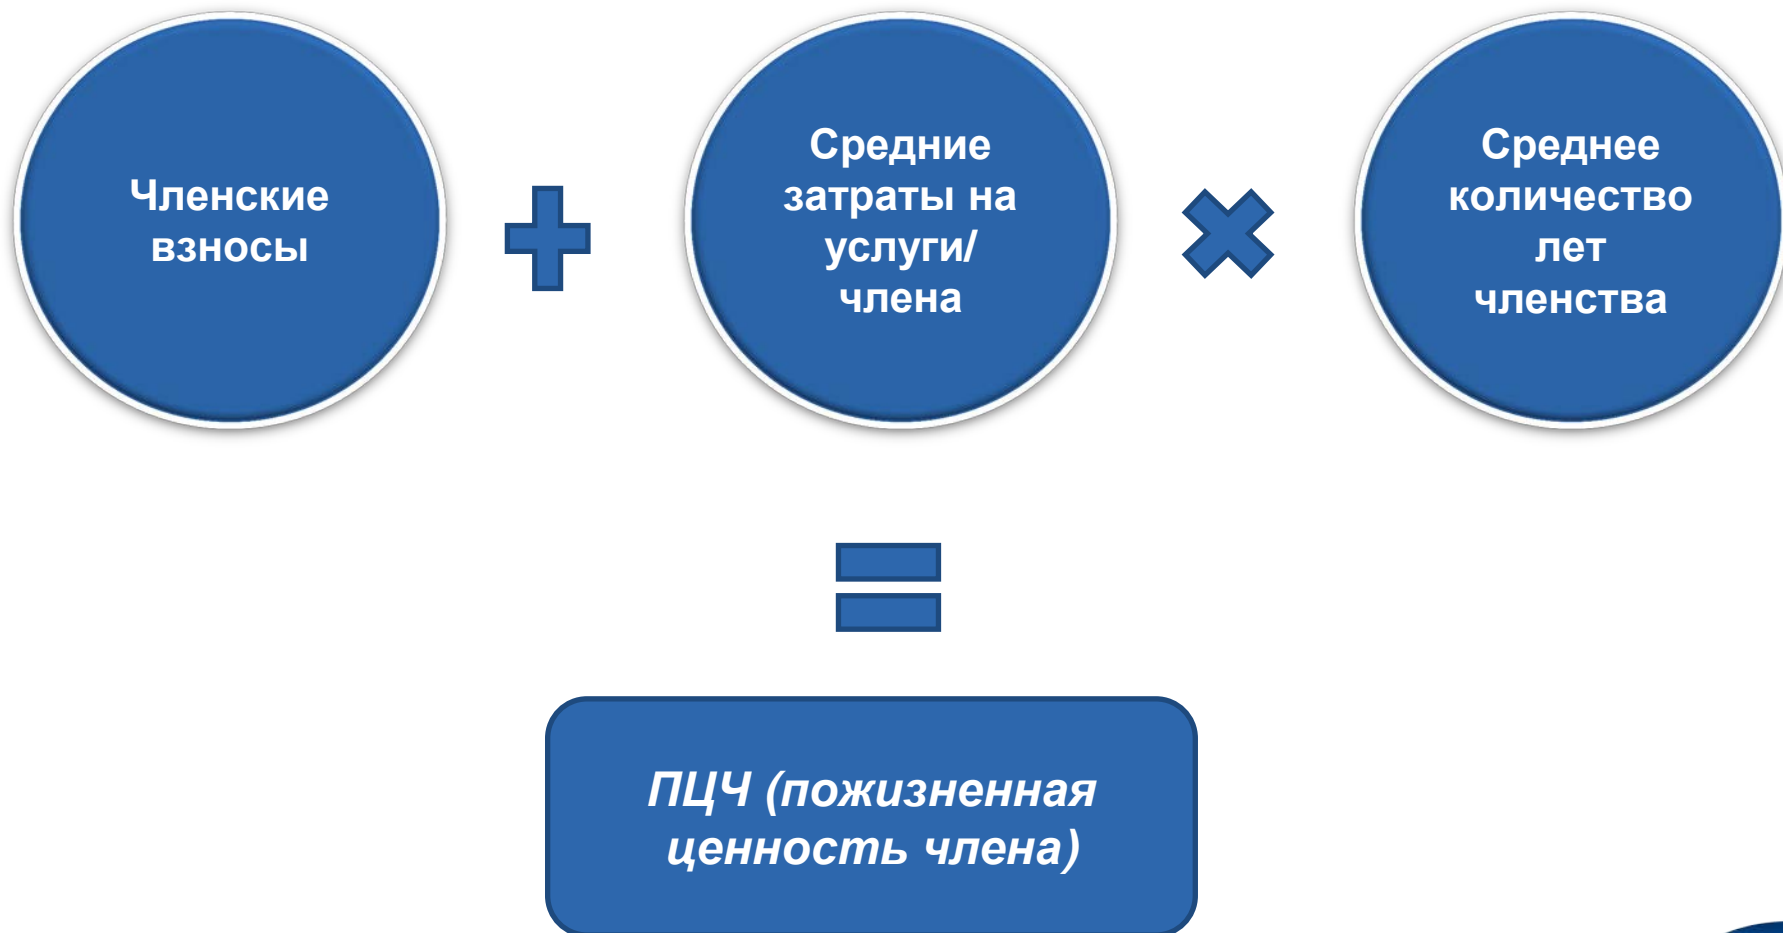 Членские
взносы
Средние
затраты на
услуги/
члена
Среднее
количество
лет
членства
ПЦЧ (пожизненная
ценность члена)